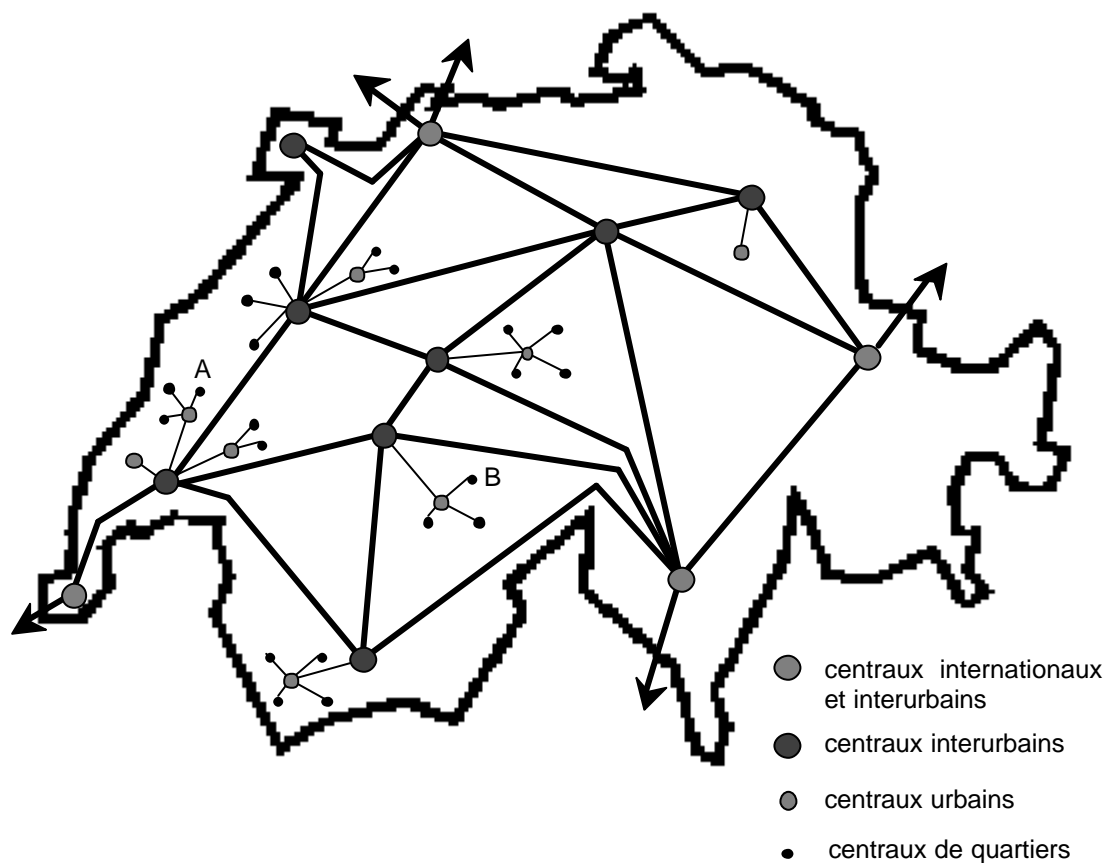 A
B
centraux internationaux
et interurbains
centraux interurbains
centraux urbains
centraux de quartiers